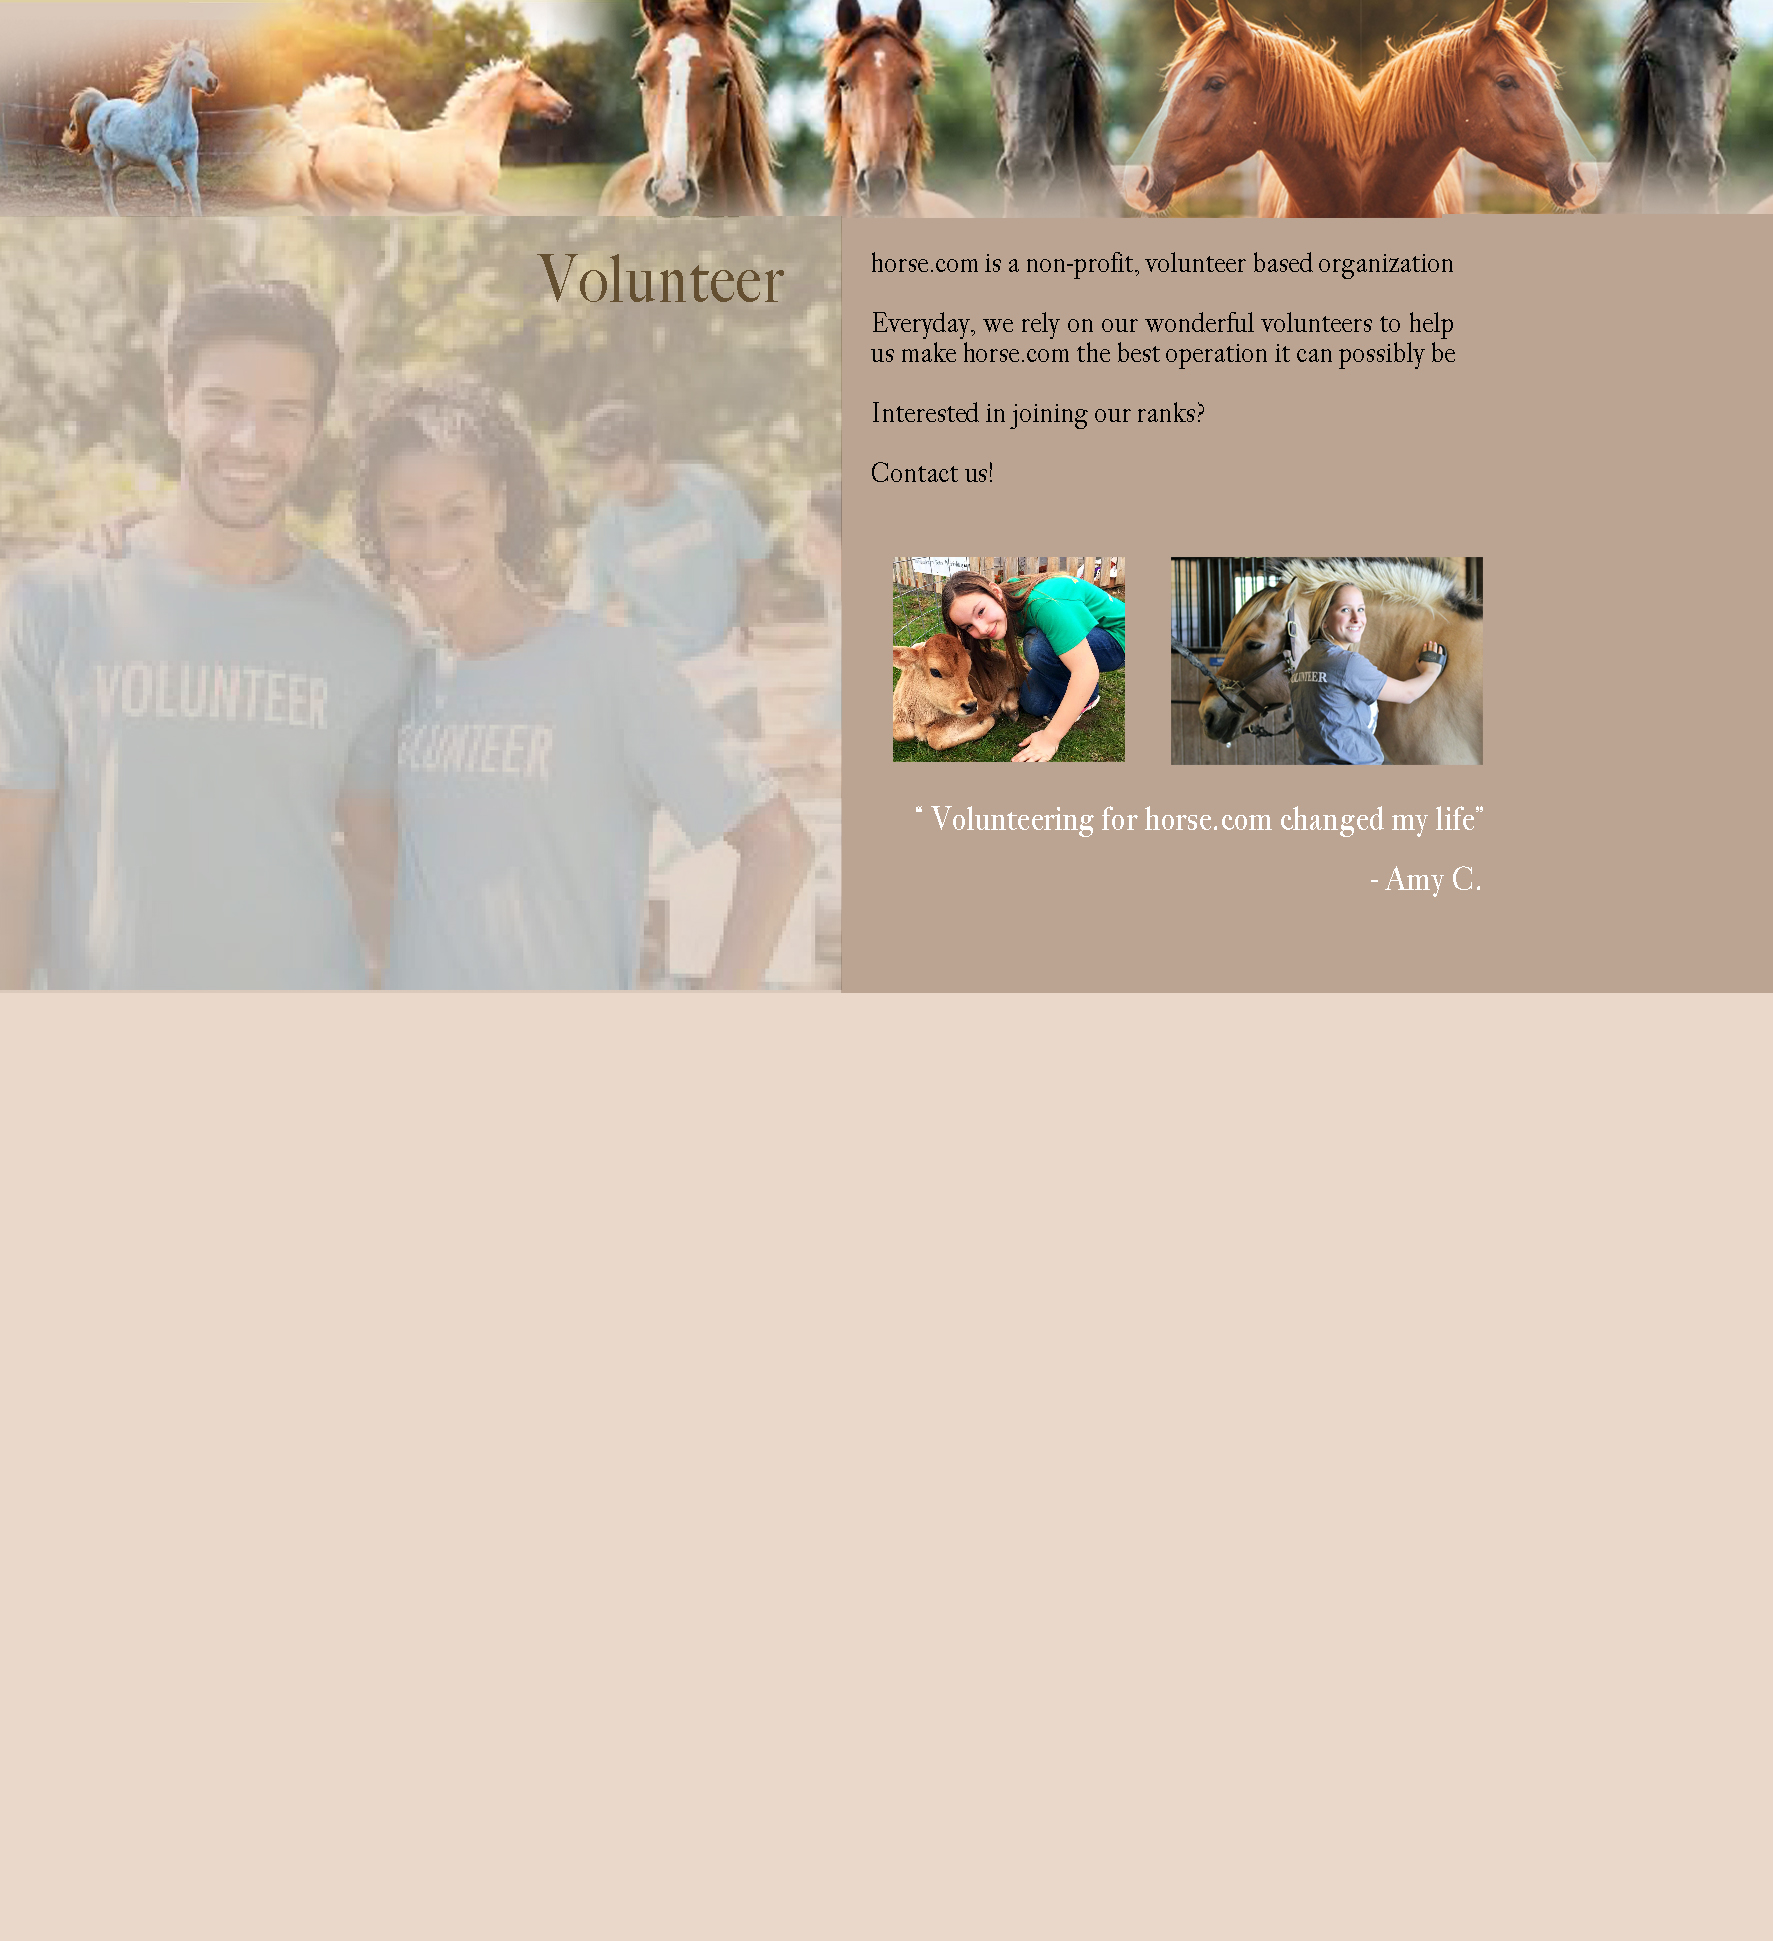 Volunteer
horse.com is a non-profit, volunteer based organization
Everyday, we rely on our wonderful volunteers to help
us make horse.com the best operation it can possibly be
Interested in joining our ranks?
Contact us!
VOLUNTEER
OLUNTEER
LUNTEER
“ Volunteering for horse.com changed my life”
- Amy C.